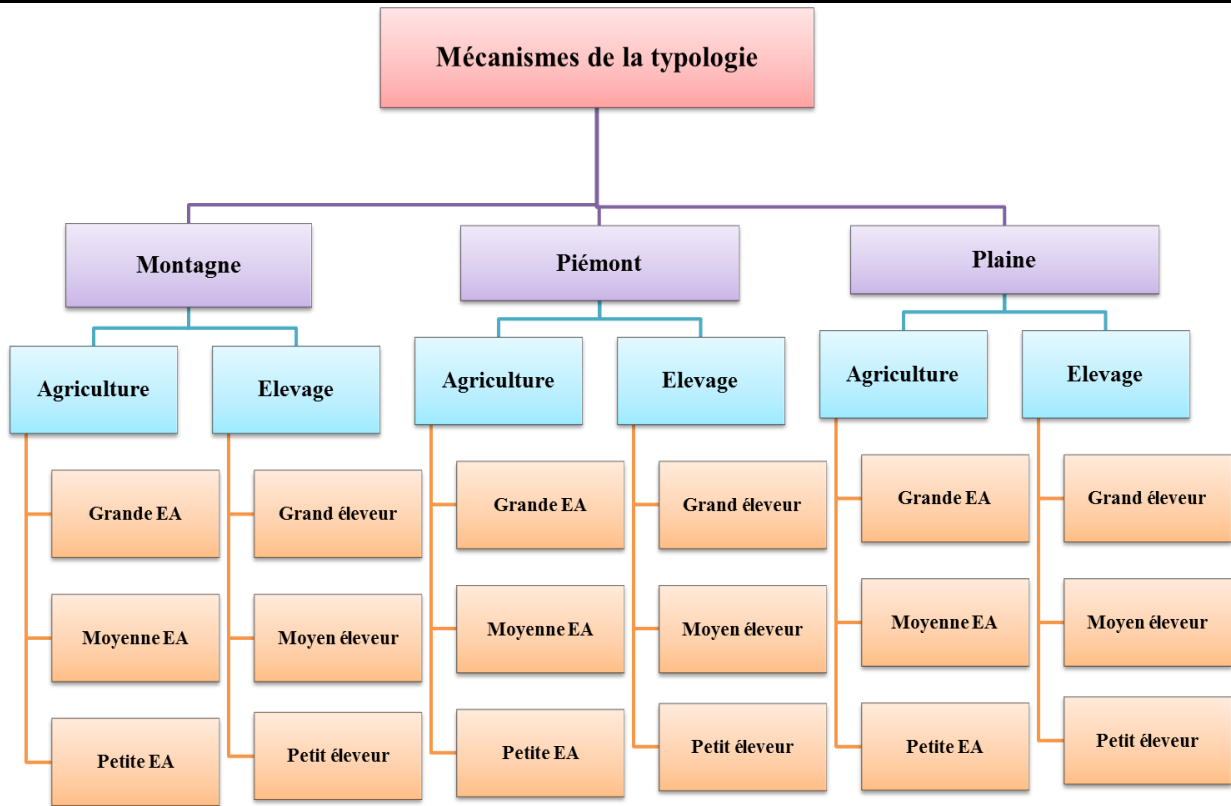 Mécanismes de la typologie
Montagne
Piémont
Plaine
Agriculture
Elevage
Agriculture
Elevage
Agriculture
Elevage
Grande EA
Grand éleveur
Grande EA
Grand éleveur
Grande EA
Grand éleveur
Moyenne EA
Moyen éleveur
Moyenne EA
Moyen éleveur
Moyenne EA
Moyen éleveur
Petite EA
Petit éleveur
Petite EA
Petit éleveur
Petite EA
Petit éleveur